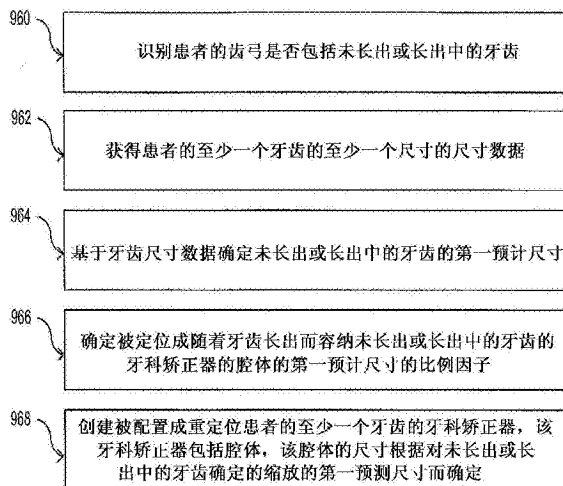 960
识别患者的齿弓是否包括未长出或长出中的牙齿
962
获得患者的至少一个牙齿的至少一个尺寸的尺寸数据
964
基于牙齿尺寸数据确定未长出或长出中的牙齿的第一预计尺寸
966
确定被定位成随着牙齿长出而容纳未长出或长出中的牙齿的
牙科矫正器的腔体的第一预计尺寸的比例因子
968
创建被配置成重定位患者的至少一个牙齿的牙科矫正器，该
牙科矫正器包括腔体，该腔体的尺寸根据对未长出或长
出中的牙齿确定的缩放的第一预测尺寸而确定